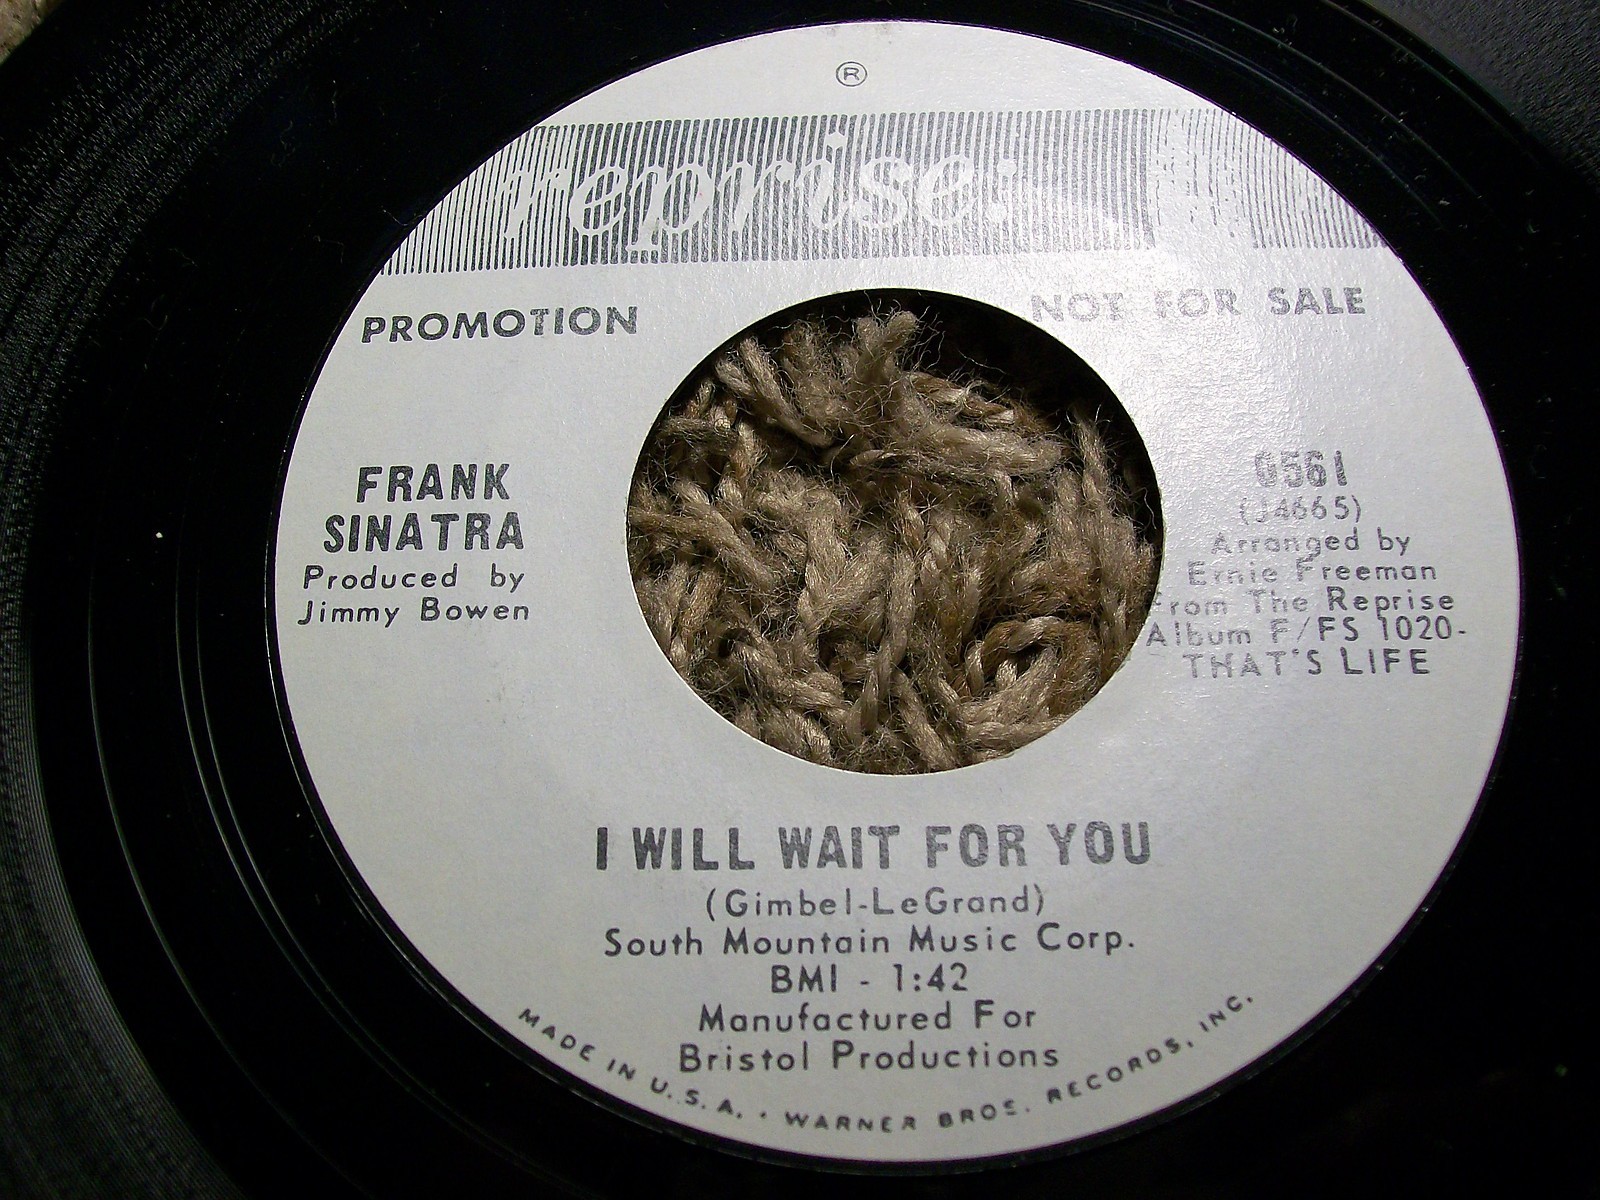 ®
reprise:
PROMOTION
NOT FOR SALE
FRANK
SINATRA
Produced by
Jimmy Bowen
0561
(J4665)
Arranged by
Ernie Freeman
From The Reprise
Album F/FS 1020-
THAT'S LIFE
I WILL WAIT FOR YOU
(Gimbel-LeGrand)
South Mountain Music Corp.
BMI - 1:42
Manufactured For
Bristol Productions
MADE IN U.S.A. · WARNER BROS. RECORDS, INC.